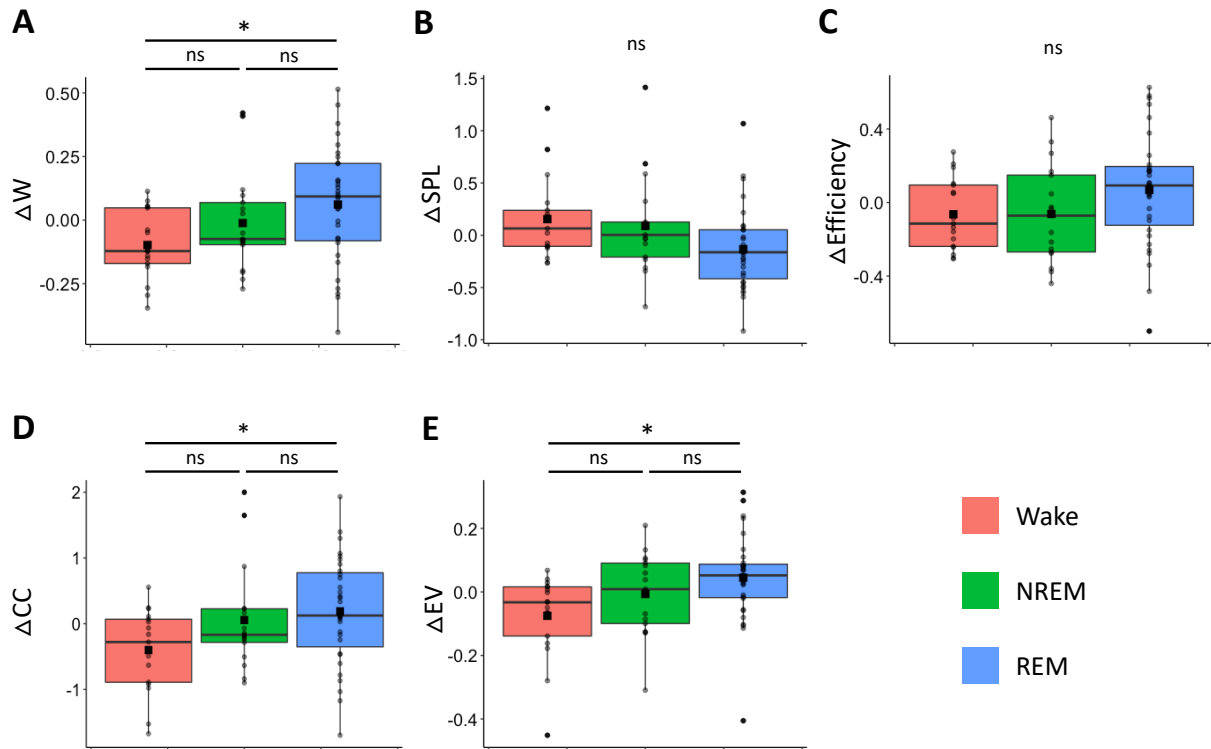 A
*
ns
ns
ΔW
0.50
0.25
0.00
-0.25
B
ns
ΔSPL
1.5
1.0
0.5
0.0
-0.5
-1.0
C
ns
ΔEfficiency
0.4
0.0
-0.4
D
*
ns
ns
ΔCC
2
1
0
-1
E
*
ns
ns
ΔEV
0.2
0.0
-0.2
-0.4
Wake
NREM
REM